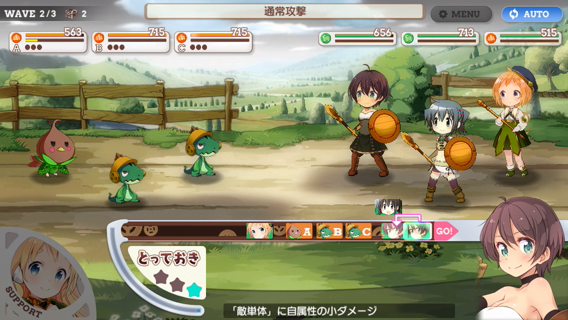 WAVE 2/3 2
通常攻撃
MENU
AUTO
563
715
715
656
713
515
A
B
C
A
B
C
GO!
とっておき
SUPPORT
「敵単体」に自属性の小ダメージ